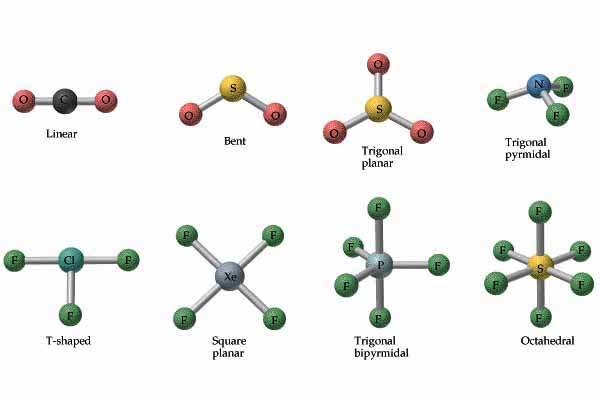 O C O
Linear
S
O O
Bent
O
S
O O
Trigonal
planar
N
F F
F
Trigonal
pyrmidal
F Cl F
F
T-shaped
F F
Xe
F F
Square
planar
F
F
P F
F
F
Trigonal
bipyrmidal
F
F F
S
F F
F
Octahedral